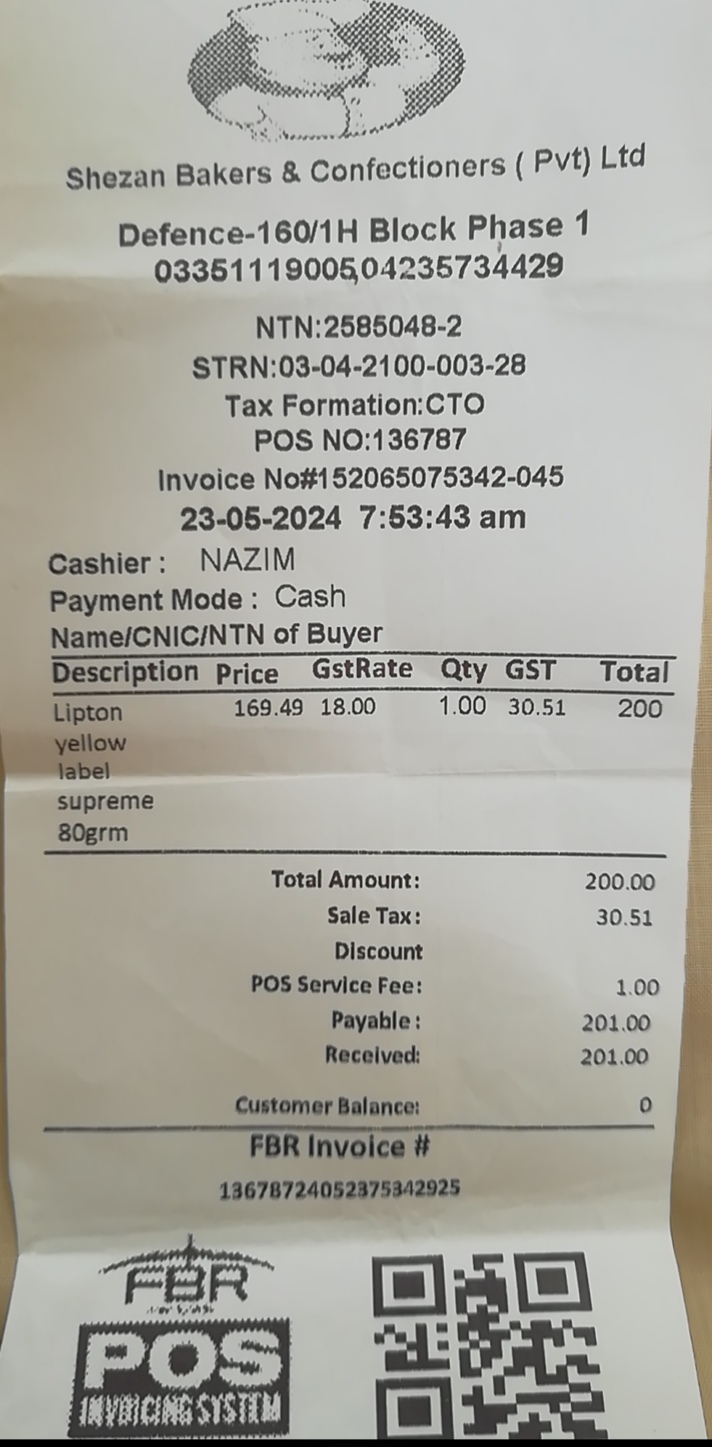 Shezan Bakers & Confectioners ( Pvt) Ltd
Defence-160/1H Block Phase 1
03351119005,04235734429
NTN:2585048-2
STRN:03-04-2100-003-28
Tax Formation:CTO
POS NO:136787
Invoice No#152065075342-045
23-05-2024 7:53:43 am
Cashier : NAZIM
Payment Mode : Cash
Name/CNIC/NTN of Buyer
Description Price GstRate Qty GST Total
Lipton 169.49 18.00 1.00 30.51 200
yellow
label
supreme
80grm
Total Amount: 200.00
Sale Tax: 30.51
Discount
POS Service Fee: 1.00
Payable: 201.00
Received: 201.00
Customer Balance: 0
FBR Invoice #
13678724052375342925
FBR
POS
INVOICING SYSTEM